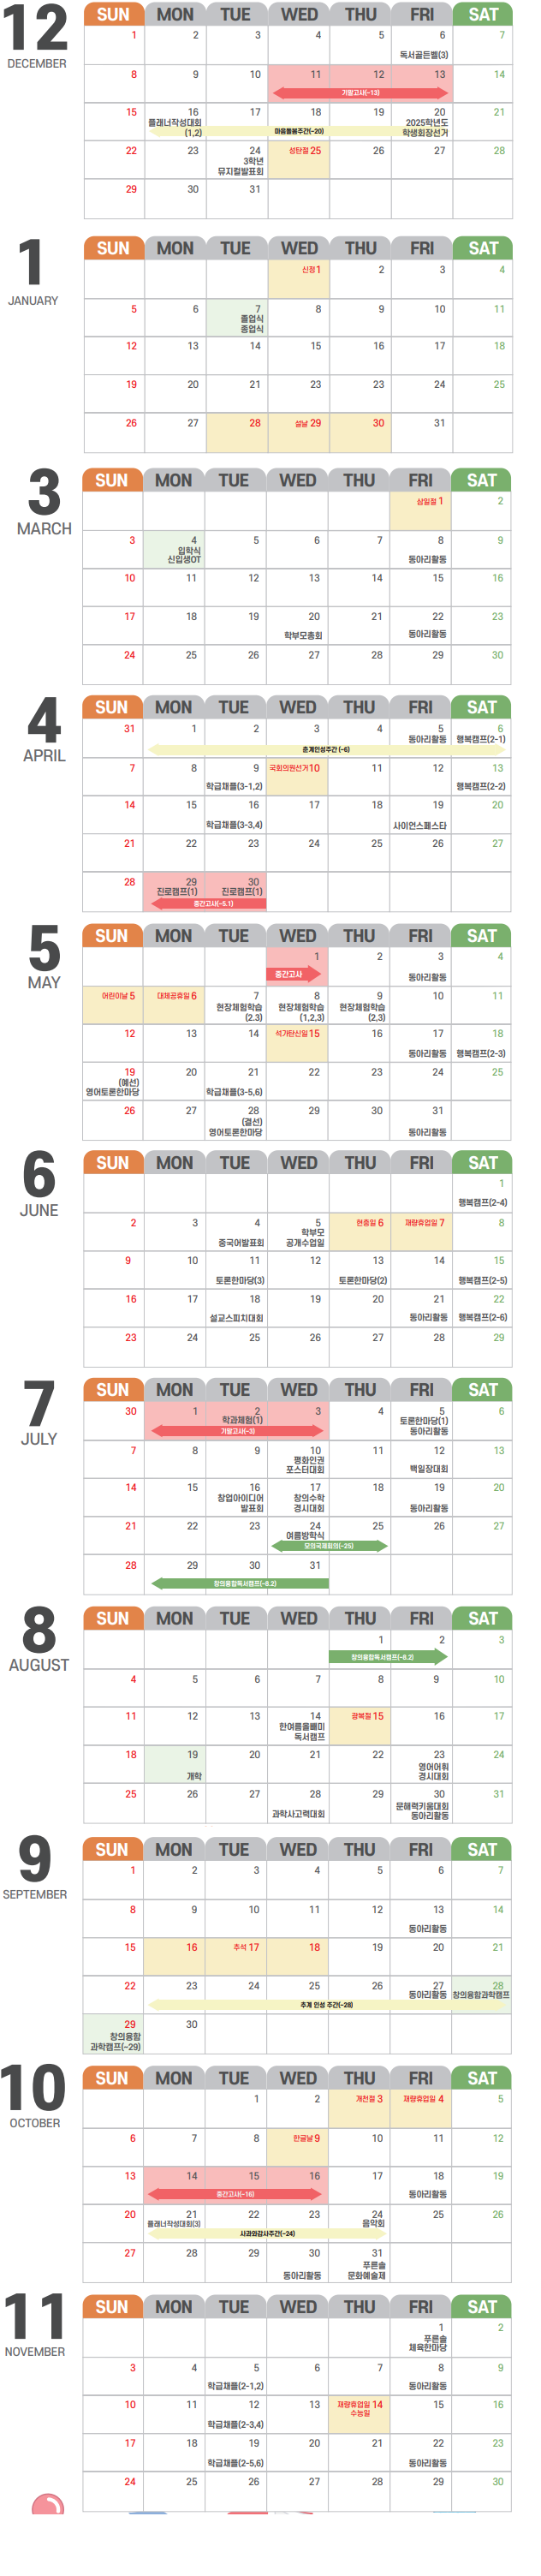 12
DECEMBER
SUN MON TUE WED THU FRI SAT
1 2 3 4 5 6 7
독서골든벨(3)
8 9 10 11 12 13 14
기말고사(~13)
15 16 17 18 19 20 21
플래너작성대회 2025학년도
(1,2) 마음돌봄주간(~20) 학생회장선거
22 23 24 성탄절 25 26 27 28
3학년
뮤지컬발표회
29 30 31
1
JANUARY
SUN MON TUE WED THU FRI SAT
신정1 2 3 4
5 6 7 8 9 10 11
졸업식
종업식
12 13 14 15 16 17 18
19 20 21 23 23 24 25
26 27 28 설날 29 30 31
3
MARCH
SUN MON TUE WED THU FRI SAT
삼일절 1 2
3 4 5 6 7 8 9
입학식
신입생OT 동아리활동
10 11 12 13 14 15 16
17 18 19 20 21 22 23
학부모총회 동아리활동
24 25 26 27 28 29 30
4
APRIL
SUN MON TUE WED THU FRI SAT
31 1 2 3 4 5 6
동아리활동 행복캠프(2-1)
춘계인성주간 (~6)
7 8 9 국회의원선거10 11 12 13
학급채플(3-1,2) 행복캠프(2-2)
14 15 16 17 18 19 20
학급채플(3-3,4) 사이언스페스타
21 22 23 24 25 26 27
28 29 30
진로캠프(1) 진로캠프(1)
중간고사(~5.1)
5
MAY
SUN MON TUE WED THU FRI SAT
1 2 3 4
중간고사 동아리활동
어린이날 5 대체공휴일 6 7 8 9 10 11
현장체험학습 현장체험학습 현장체험학습
(2.3) (1,2,3) (2,3)
12 13 14 석가탄신일15 16 17 18
동아리활동 행복캠프(2-3)
19 20 21 22 23 24 25
(예선)
영어토론한마당 학급채플(3-5,6)
26 27 28 29 30 31
(결선)
영어토론한마당 동아리활동
6
JUNE
SUN MON TUE WED THU FRI SAT
1
행복캠프(2-4)
2 3 4 5 현충일 6 재량휴업일 7 8
학부모
중국어발표회 공개수업일
9 10 11 12 13 14 15
토론한마당(3) 토론한마당(2) 행복캠프(2-5)
16 17 18 19 20 21 22
설교스피치대회 동아리활동 행복캠프(2-6)
23 24 25 26 27 28 29
7
JULY
SUN MON TUE WED THU FRI SAT
30 1 2 3 4 5 6
학과체험(1) 토론한마당(1)
기말고사(~3) 동아리활동
7 8 9 10 11 12 13
평화인권
포스터대회 백일장대회
14 15 16 17 18 19 20
창업아이디어 창의수학
발표회 경시대회 동아리활동
21 22 23 24 25 26 27
여름방학식
모의국제회의(~25)
28 29 30 31
창의융합독서캠프(~8.2)
8
AUGUST
SUN MON TUE WED THU FRI SAT
1 2 3
창의융합독서캠프(~8.2)
4 5 6 7 8 9 10
11 12 13 14 광복절 15 16 17
한여름올빼미
독서캠프
18 19 20 21 22 23 24
영어어휘
개학 경시대회
25 26 27 28 29 30 31
문해력키움대회
과학사고력대회 동아리활동
9
SEPTEMBER
SUN MON TUE WED THU FRI SAT
1 2 3 4 5 6 7
8 9 10 11 12 13 14
동아리활동
15 16 추석 17 18 19 20 21
22 23 24 25 26 27 28
동아리활동 창의융합과학캠프
추계 인성 주간(~28)
29 30
창의융합
과학캠프(~29)
10
OCTOBER
SUN MON TUE WED THU FRI SAT
1 2 개천절 3 재량휴업일 4 5
6 7 8 한글날 9 10 11 12
13 14 15 16 17 18 19
중간고사(~16) 동아리활동
20 21 22 23 24 25 26
플래너작성대회(3) 음악회
사과와감사주간(~24)
27 28 29 30 31
푸른솔
동아리활동 문화예술제
11
NOVEMBER
SUN MON TUE WED THU FRI SAT
1 2
푸른솔
체육한마당
3 4 5 6 7 8 9
학급채플(2-1,2) 동아리활동
10 11 12 13 재량휴업일 14 15 16
수능일
학급채플(2-3,4)
17 18 19 20 21 22 23
학급채플(2-5,6) 동아리활동
24 25 26 27 28 29 30